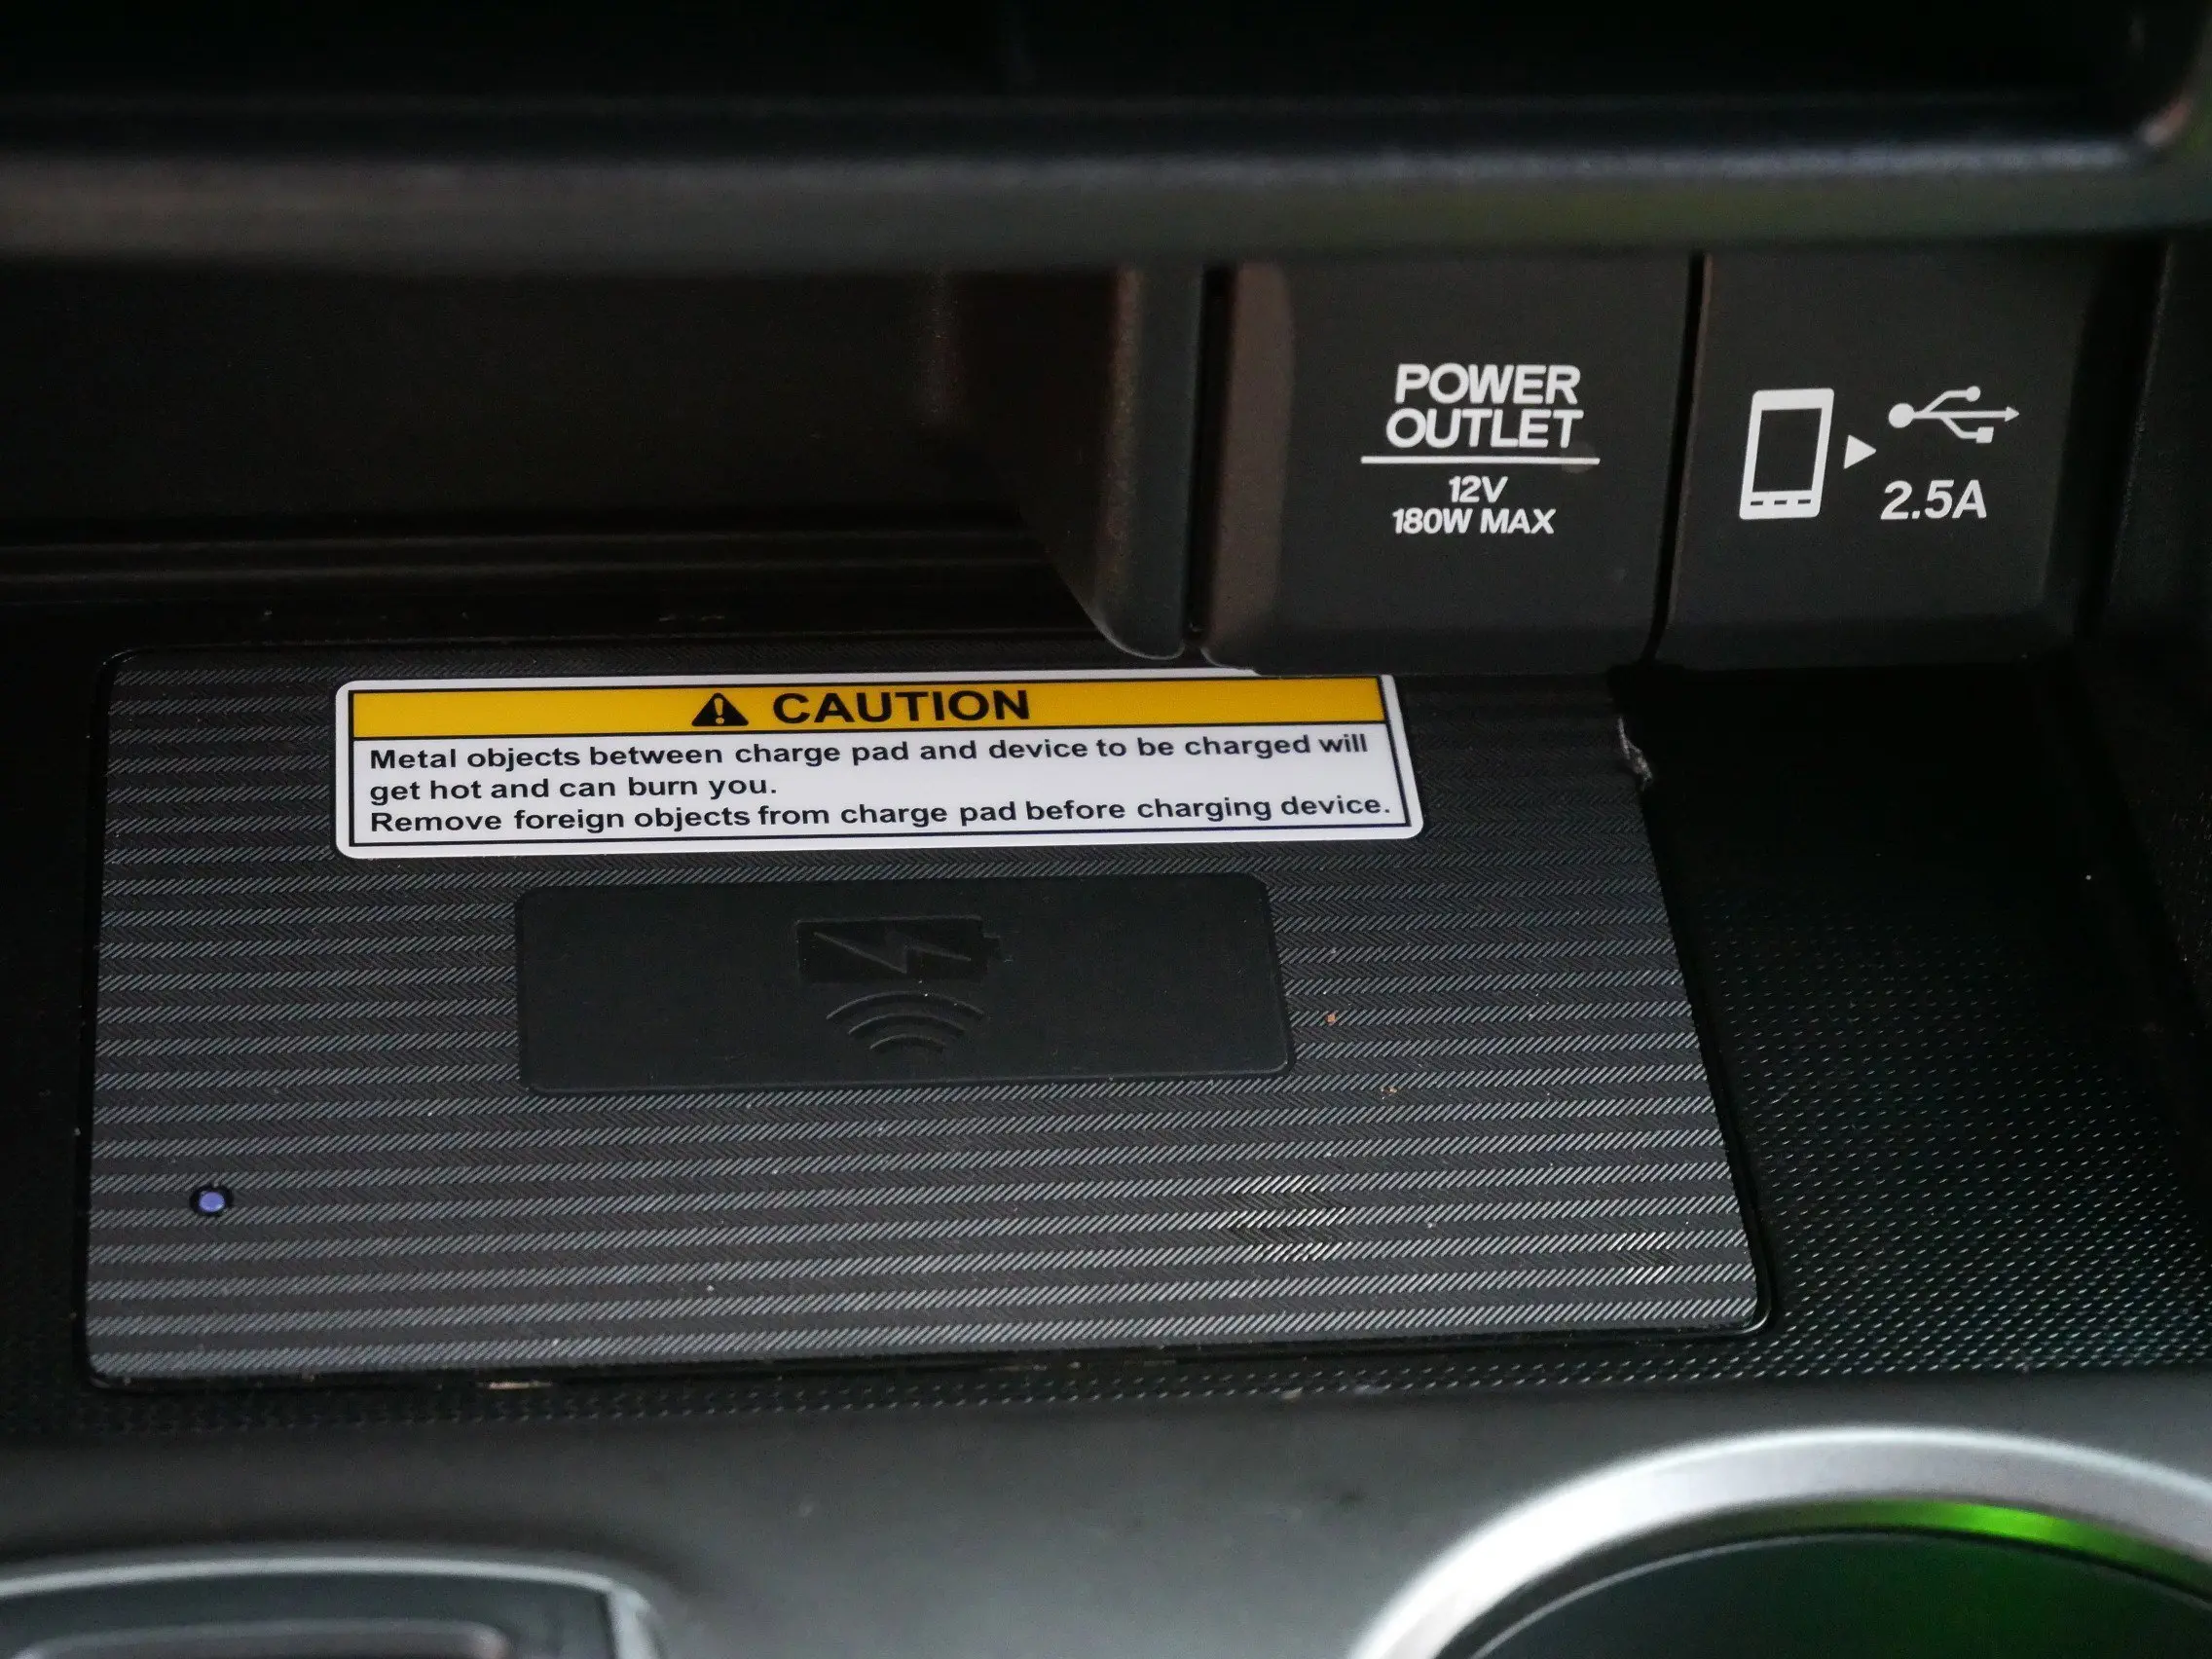 POWER
OUTLET
12V
180W MAX
2.5A
CAUTION
Metal objects between charge pad and device to be charged will
get hot and can burn you.
Remove foreign objects from charge pad before charging device.